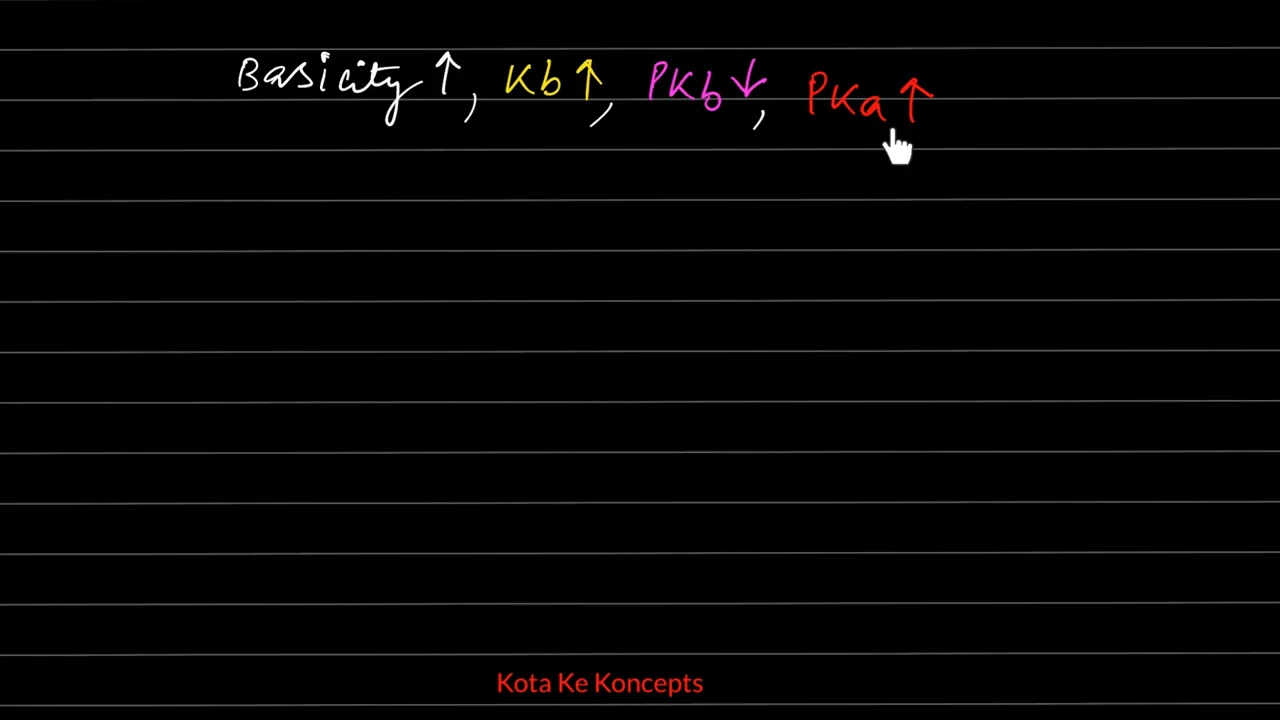 Basicity ↑, Kb ↑, PKb ↓, PKa ↑
Kota Ke Koncepts